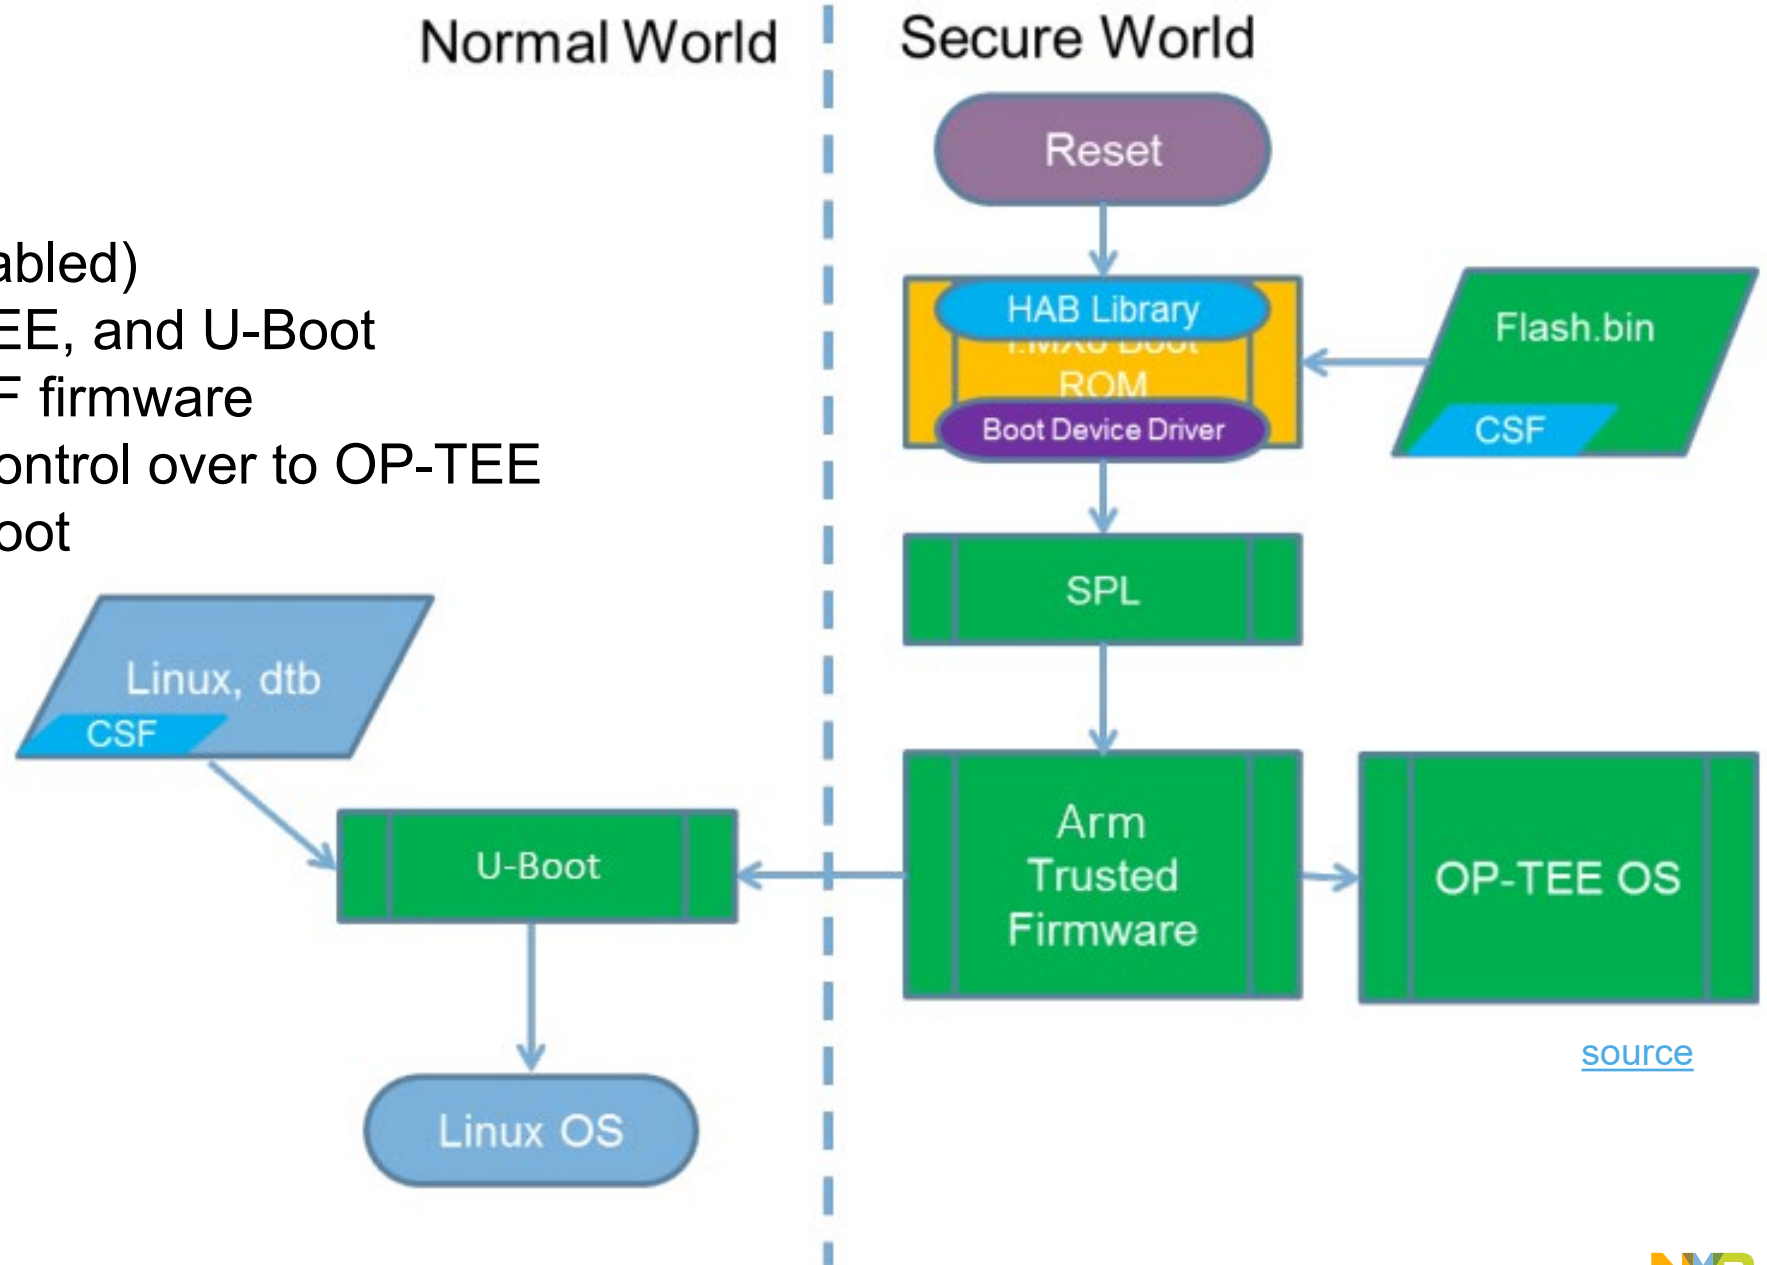 Normal World
Secure World
Reset
abled)
EE, and U-Boot
F firmware
ontrol over to OP-TEE
oot
HAB Library
ROM
Boot Device Driver
Flash.bin
CSF
SPL
Linux, dtb
CSF
U-Boot
Arm
Trusted
Firmware
OP-TEE OS
source
Linux OS